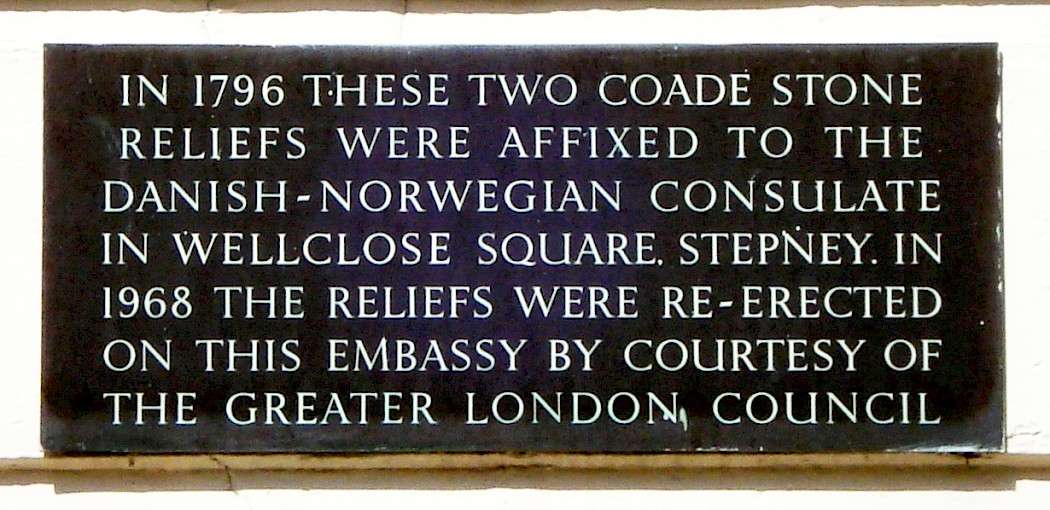 IN 1796 THESE TWO COADE STONE
RELIEFS WERE AFFIXED TO THE
DANISH-NORWEGIAN CONSULATE
IN WELLCLOSE SQUARE, STEPNEY. IN
1968 THE RELIEFS WERE RE-ERECTED
ON THIS EMBASSY BY COURTESY OF
THE GREATER LONDON COUNCIL